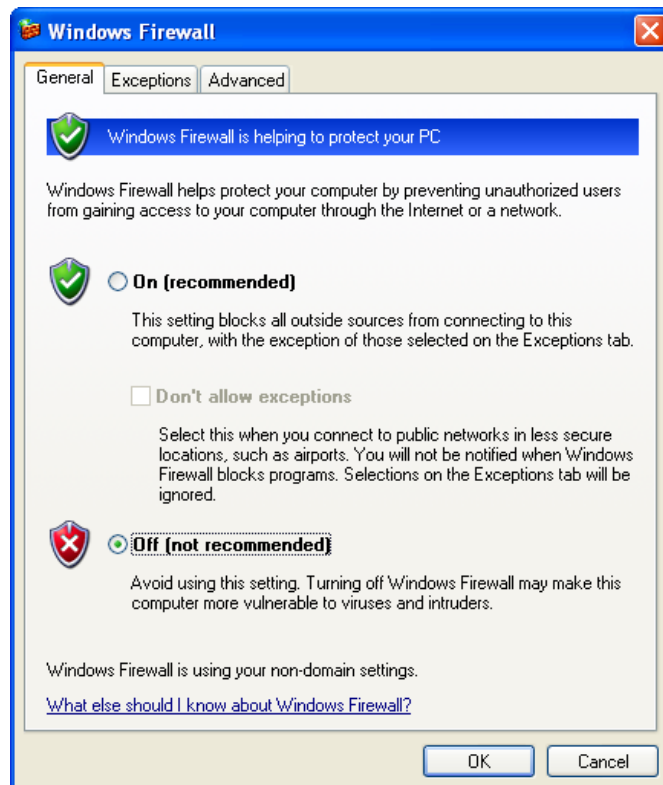 Windows Firewall
General Exceptions Advanced
Windows Firewall is helping to protect your PC
Windows Firewall helps protect your computer by preventing unauthorized users
from gaining access to your computer through the Internet or a network.
On (recommended)
This setting blocks all outside sources from connecting to this
computer, with the exception of those selected on the Exceptions tab.
Don't allow exceptions
Select this when you connect to public networks in less secure
locations, such as airports. You will not be notified when Windows
Firewall blocks programs. Selections on the Exceptions tab will be
ignored.
Off (not recommended)
Avoid using this setting. Turning off Windows Firewall may make this
computer more vulnerable to viruses and intruders.
Windows Firewall is using your non-domain settings.
What else should I know about Windows Firewall?
OK Cancel